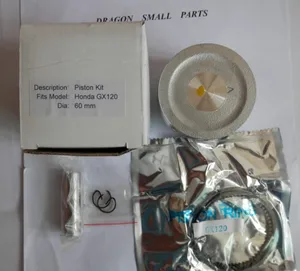 DRAGON SMALL PARTS
Description: Piston Kit
Fits Model: Honda GX120
Dia: 60 mm
GX120